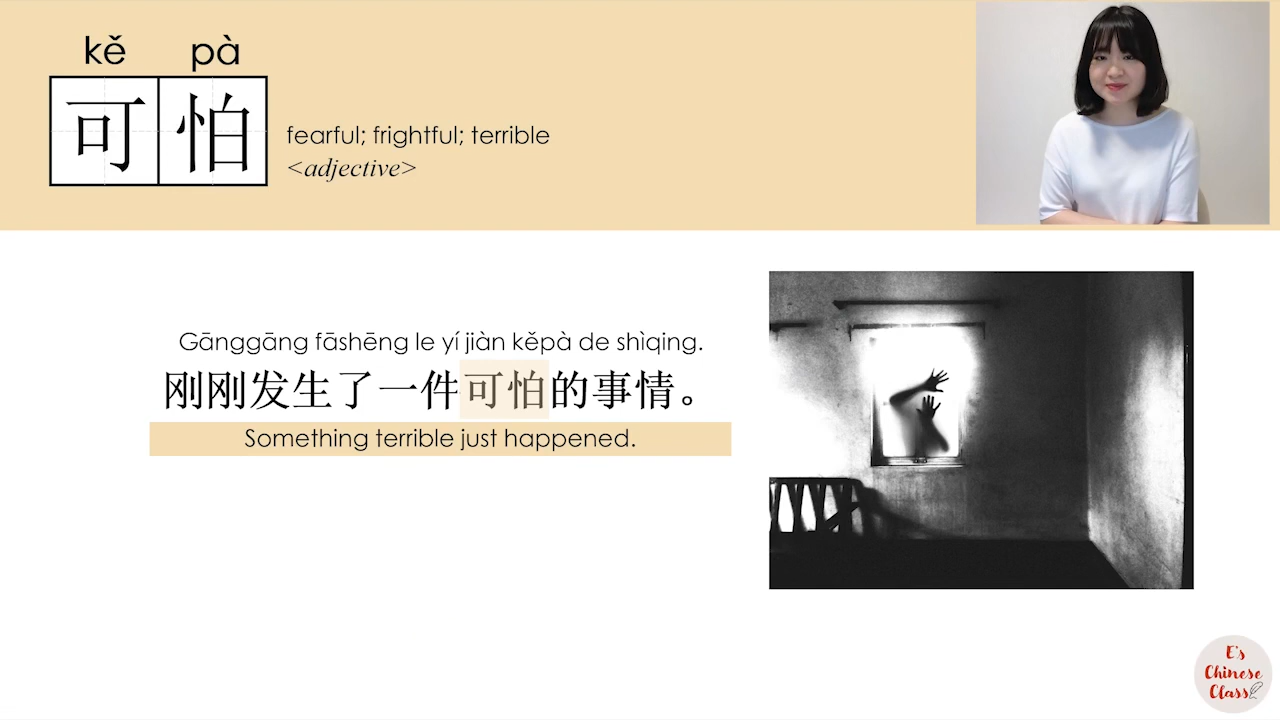 kě pà
可怕
fearful; frightful; terrible
<adjective>
Gānggāng fāshēng le yí jiàn kěpà de shìqing.
刚刚发生了一件可怕的事情。
Something terrible just happened.
E's
Chinese
Class